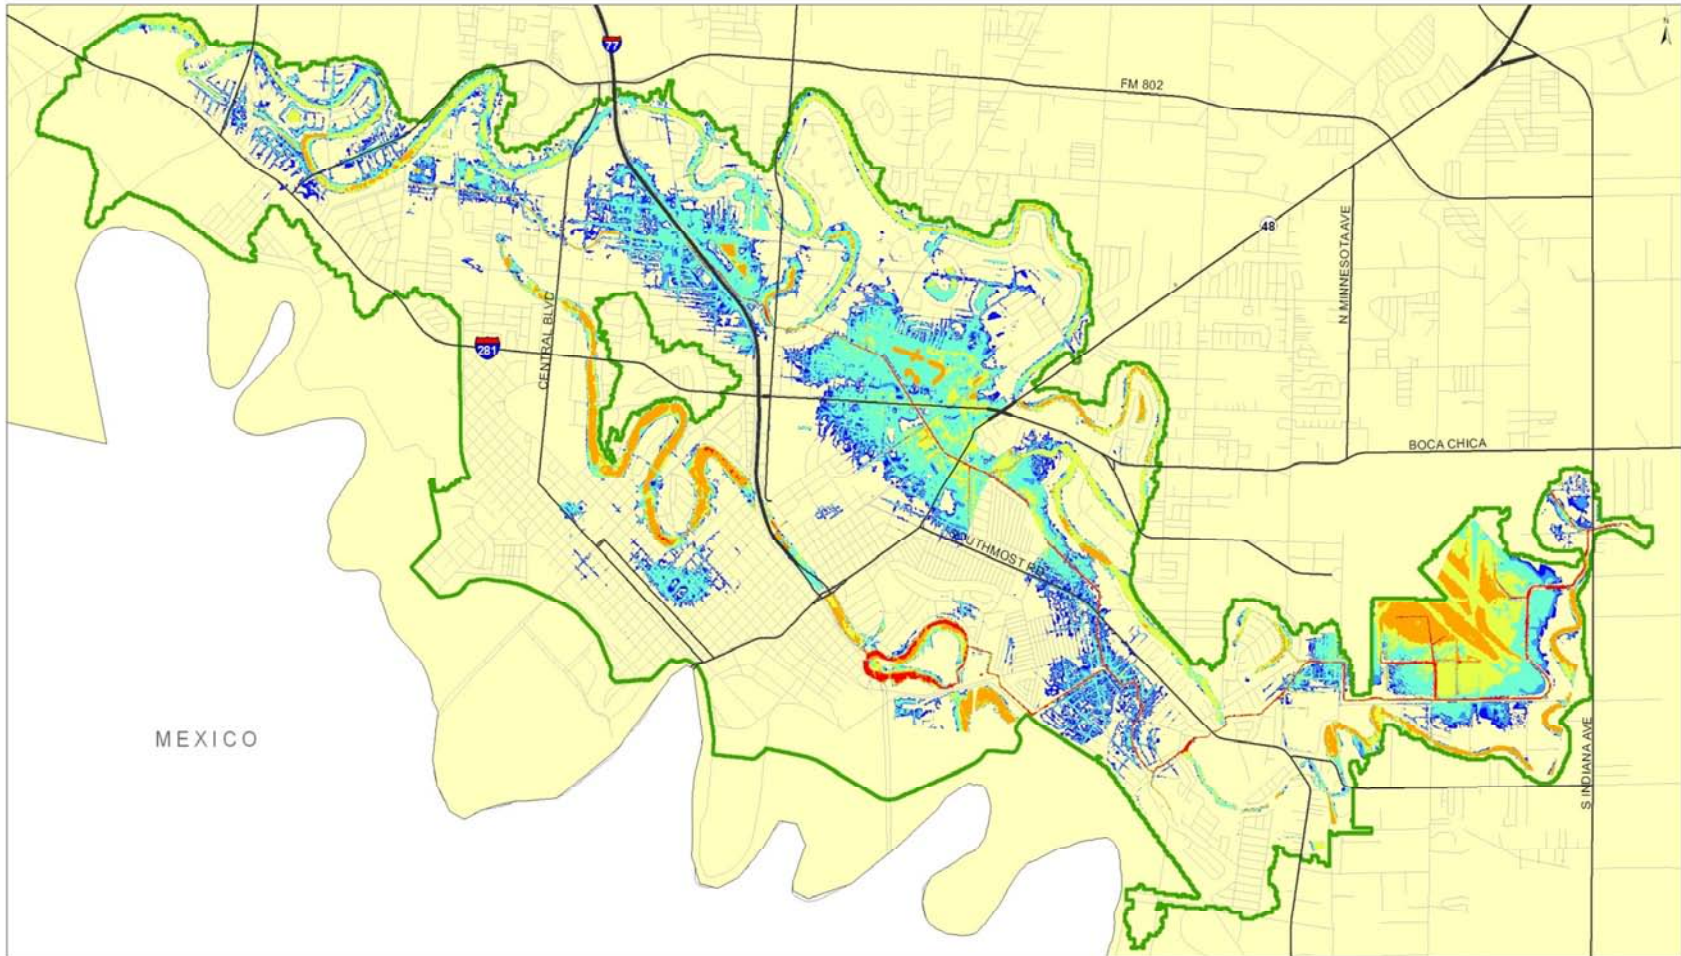 N
77
FM 802
48
N MINNESOTA AVE
CENTRAL BLVD
281
BOCA CHICA
SOUTHMOST RD
MEXICO
S INDIANA AVE